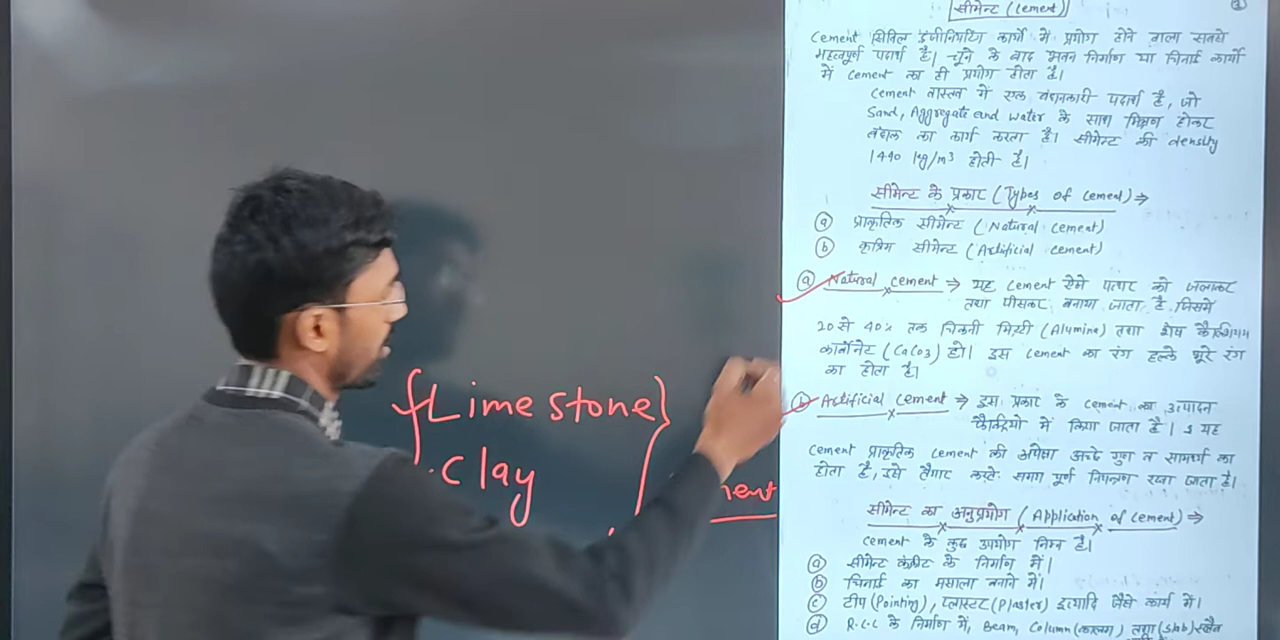 Limestone
clay
ment
सीमेन्ट (Cement)
Cement सिविल इंजीनियरिंग कार्यो में प्रयोग होने वाला सबसे
महत्वपूर्ण पदार्थ है। चूने के बाद भवन निर्माण या चिनाई कार्यो
में Cement का ही प्रयोग होता है।
Cement वास्तव में एक बंधनकारी पदार्थ है, जो
Sand, Aggregate and water के साथ मिश्रण होकर
बंधन का कार्य करता है। सीमेन्ट की density
1440 kg/m³ होती है।
सीमेन्ट के प्रकार (Types of cement) ⇒
(a) प्राकृतिक सीमेन्ट (Natural cement)
(b) कृत्रिम सीमेन्ट (Artificial cement)
(a) Natural cement ⇒ यह Cement ऐसे पत्थर को जलाकर
तथा पीसकर बनाया जाता है जिसमें
20 से 40% तक चिकनी मिट्टी (Alumina) तथा शेष कैल्शियम
कार्बोनेट (CaCO3) हो। इस Cement का रंग हल्के भूरे रंग
का होता है।
(b) Artificial cement ⇒ इस प्रकार के Cement का उत्पादन
फैक्ट्रियो में किया जाता है। यह
Cement प्राकृतिक Cement की अपेक्षा अच्छे गुण व सामर्थ्य का
होता है, इसे तैयार करते समय पूर्ण नियन्त्रण रखा जाता है।
सीमेन्ट का अनुप्रयोग (Application of cement) ⇒
Cement के कुछ उपयोग निम्न है।
(a) सीमेन्ट कंक्रीट के निर्माण में।
(b) चिनाई का मसाला बनाने में।
(c) टीप (Pointing), प्लास्टर (Plaster) इत्यादि जैसे कार्य में।
(d) R.C.C के निर्माण में, Beam, Column (कालम) तथा (Slab) स्लैब